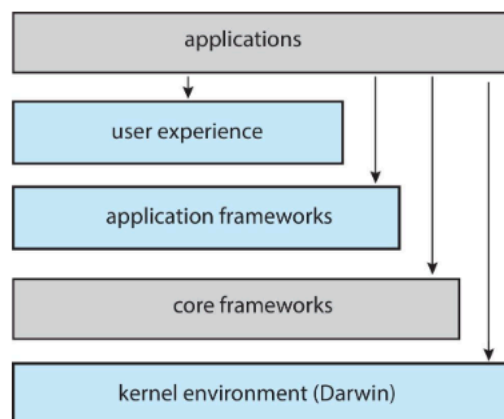 applications
user experience
application frameworks
core frameworks
kernel environment (Darwin)